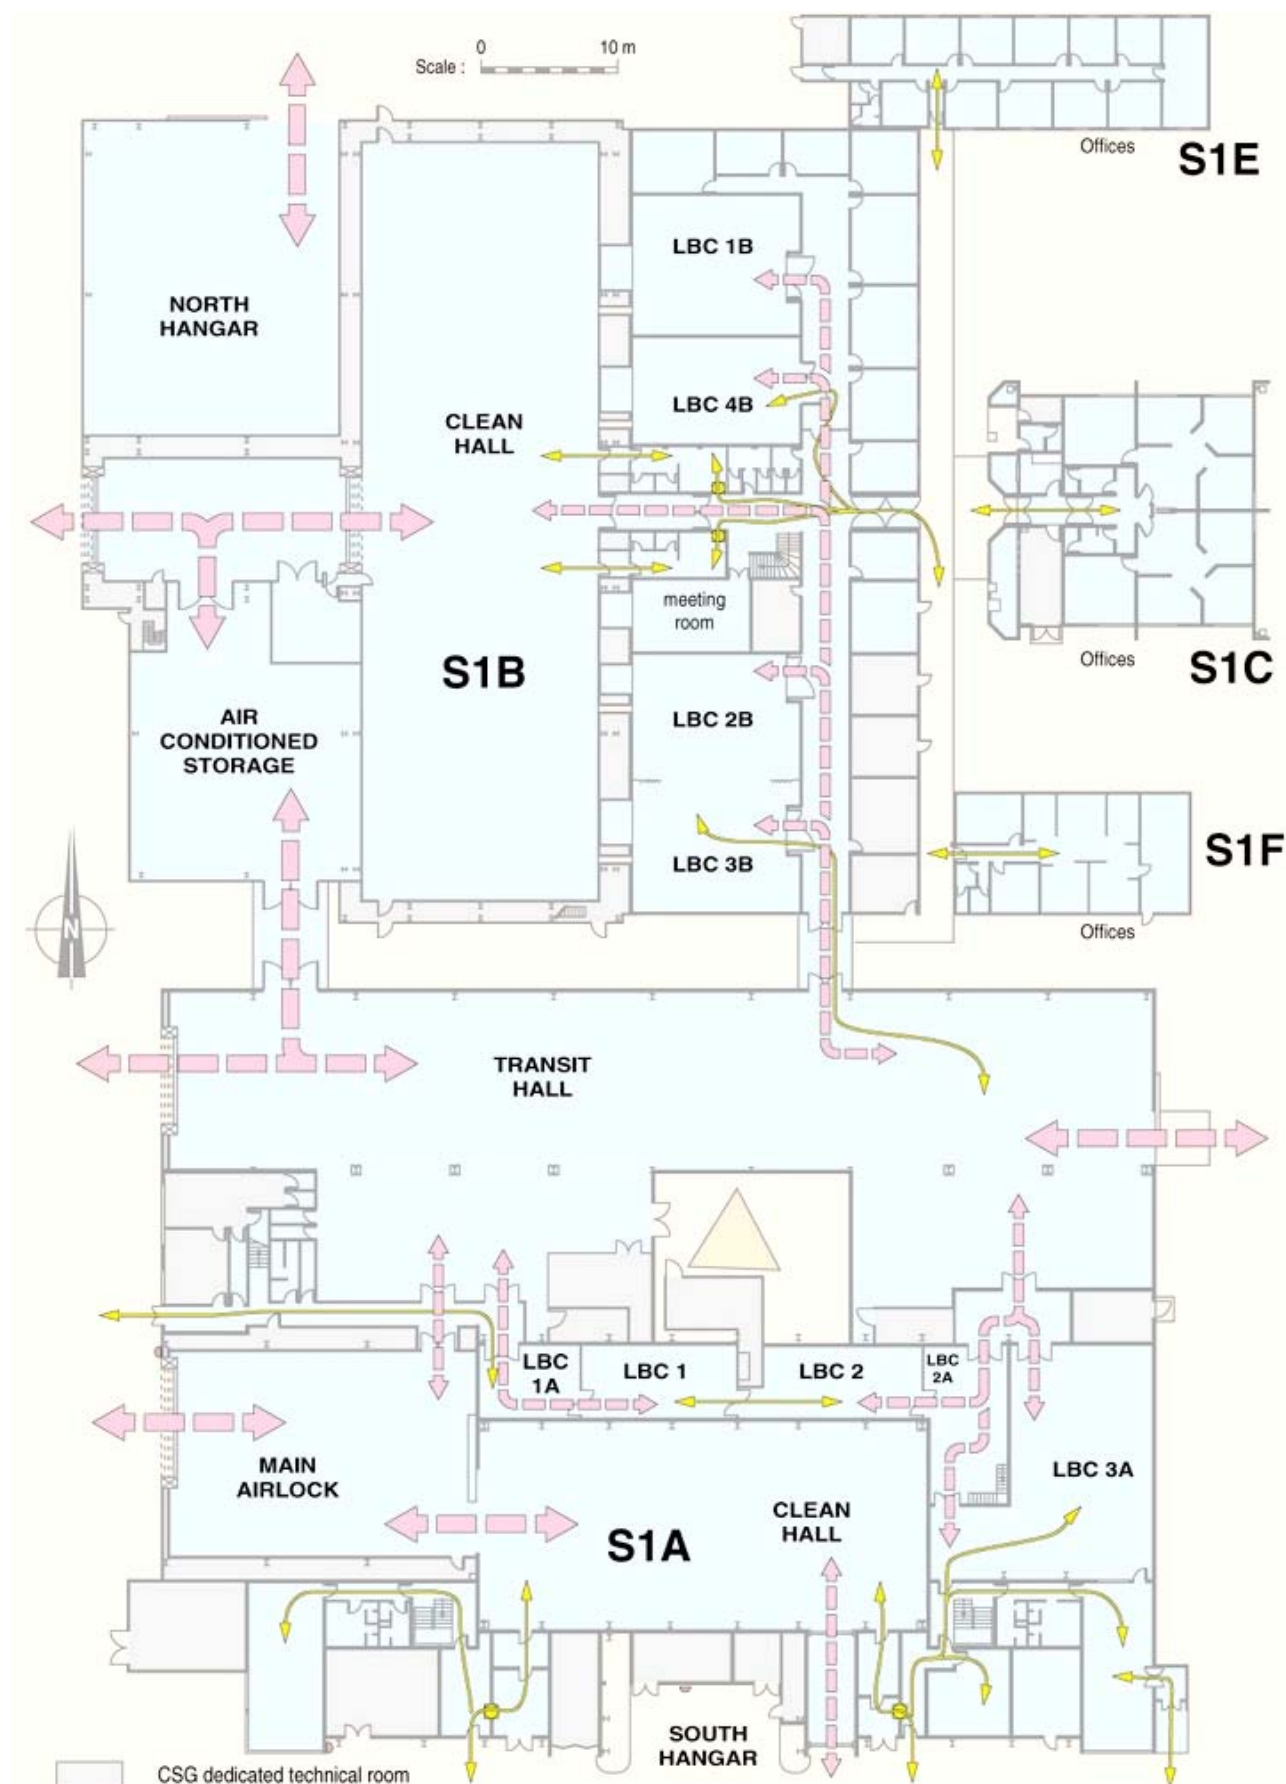 0 10 m
Scale :
Offices
S1E
LBC 1B
NORTH
HANGAR
LBC 4B
CLEAN
HALL
meeting
room
Offices
S1C
S1B
AIR
CONDITIONED
STORAGE
LBC 2B
LBC 3B
S1F
Offices
N
TRANSIT
HALL
LBC
1A
LBC 1
LBC 2
LBC
2A
MAIN
AIRLOCK
LBC 3A
CLEAN
HALL
S1A
SOUTH
HANGAR
CSG dedicated technical room